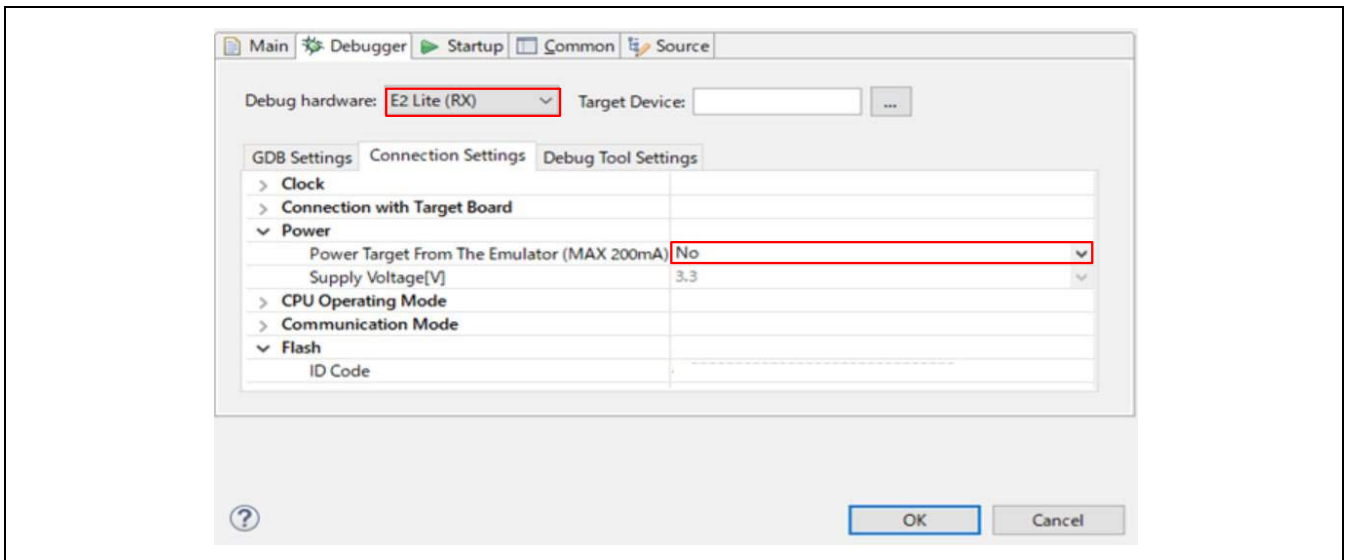 Main Debugger Startup Common Source
Debug hardware: E2 Lite (RX) Target Device: ...
GDB Settings Connection Settings Debug Tool Settings
Clock
Connection with Target Board
Power
Power Target From The Emulator (MAX 200mA) No
Supply Voltage[V] 3.3
CPU Operating Mode
Communication Mode
Flash
ID Code
? OK Cancel